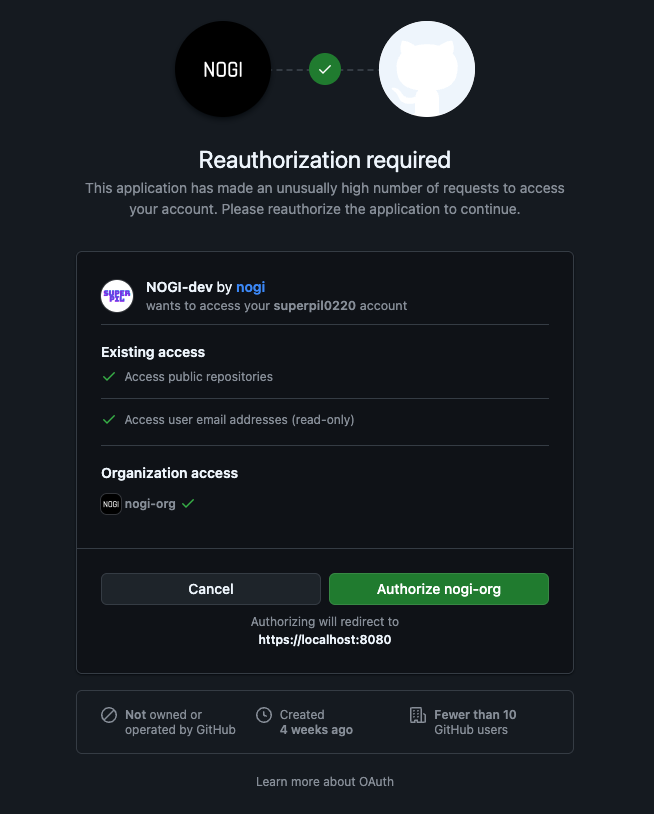 NOGI
Reauthorization required
This application has made an unusually high number of requests to access
your account. Please reauthorize the application to continue.
SUPER
PIG
NOGI-dev by nogi
wants to access your superpil0220 account
Existing access
Access public repositories
Access user email addresses (read-only)
Organization access
NOGI nogi-org
Cancel
Authorize nogi-org
Authorizing will redirect to
https://localhost:8080
Not owned or
operated by GitHub
Created
4 weeks ago
Fewer than 10
GitHub users
Learn more about OAuth